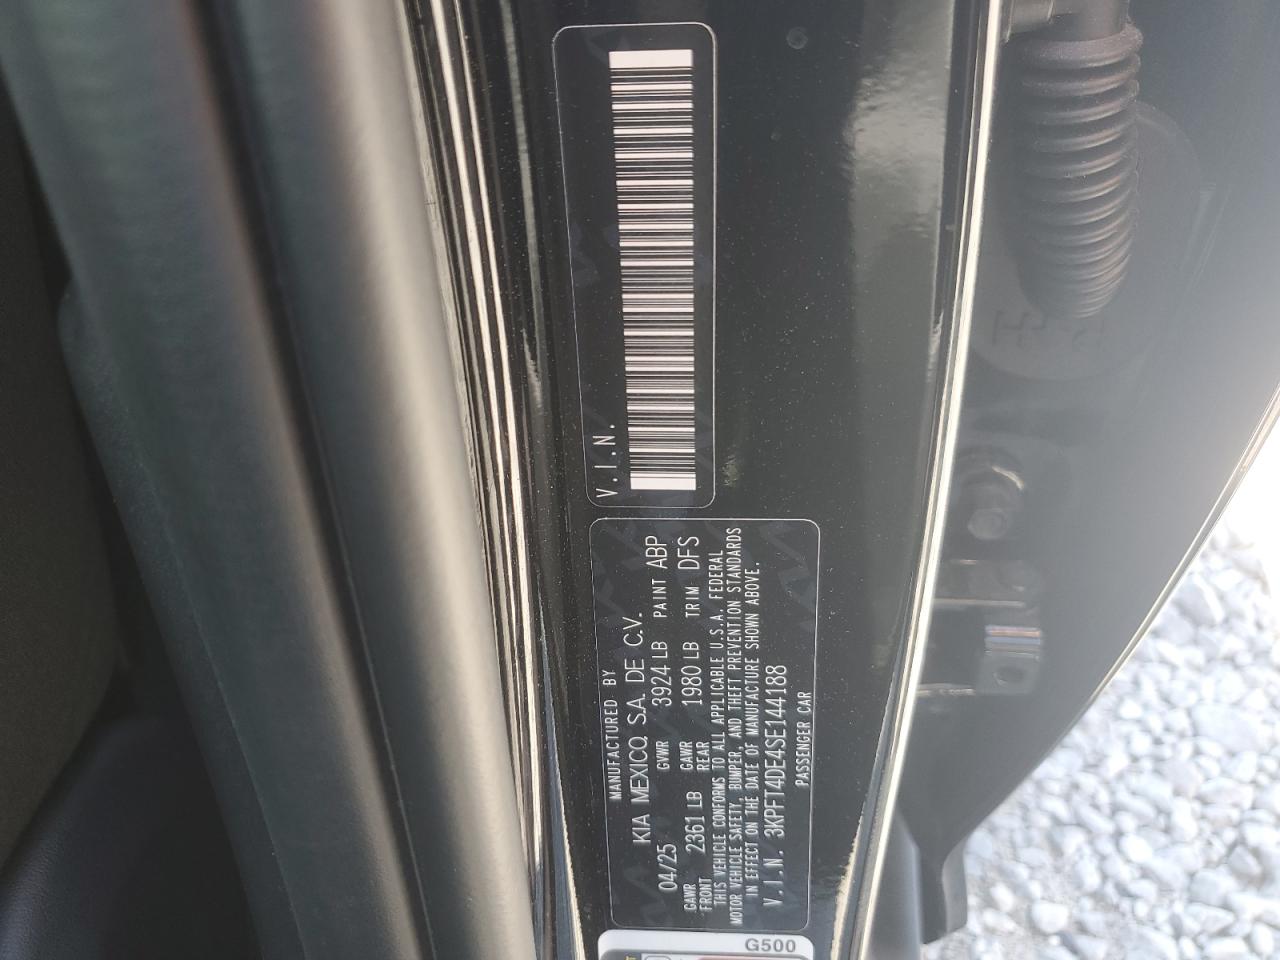 V.I.N.
MANUFACTURED BY
KIA MEXICO, S.A. DE C.V.
04/25 GVWR 3924 LB PAINT ABP
GAWR FRONT 2361 LB GAWR REAR 1980 LB TRIM DFS
THIS VEHICLE CONFORMS TO ALL APPLICABLE U.S.A. FEDERAL
MOTOR VEHICLE SAFETY, BUMPER, AND THEFT PREVENTION STANDARDS
IN EFFECT ON THE DATE OF MANUFACTURE SHOWN ABOVE.
V.I.N. 3KPFT4DE4SE144188
PASSENGER CAR
G500